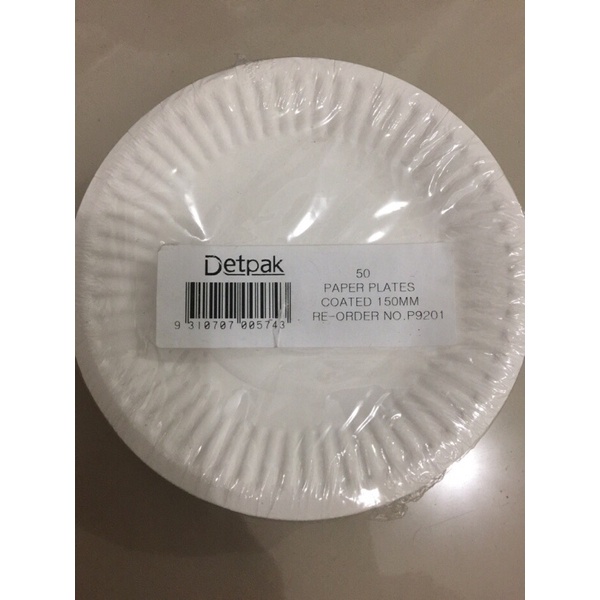 Detpak
9 310707 005743
50
PAPER PLATES
COATED 150MM
RE-ORDER NO.P9201